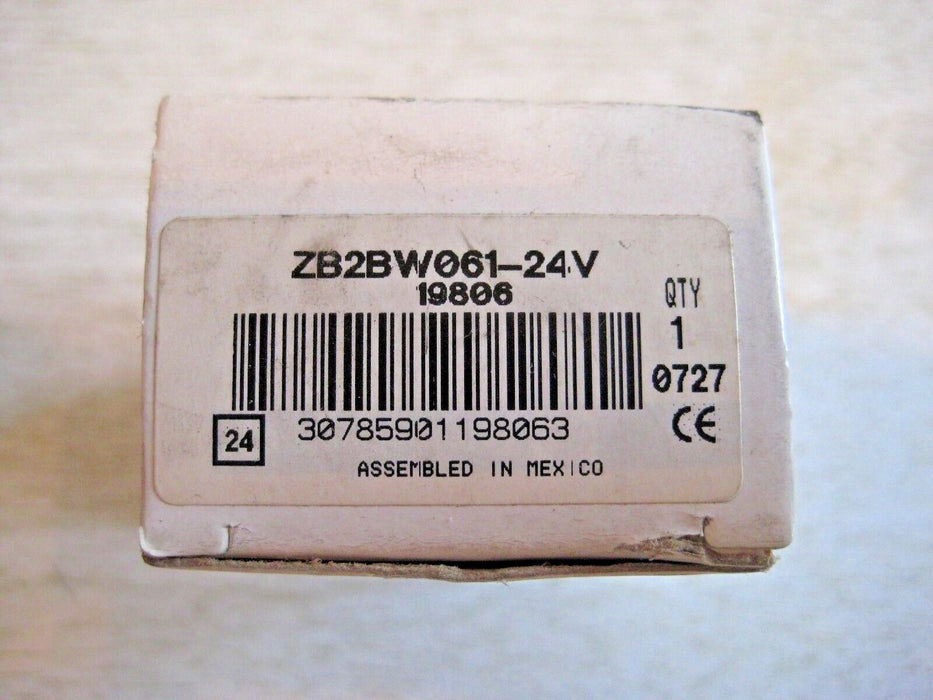 ZB2BW061-24V
19806
QTY
1
0727
24
30785901198063
CE
ASSEMBLED IN MEXICO